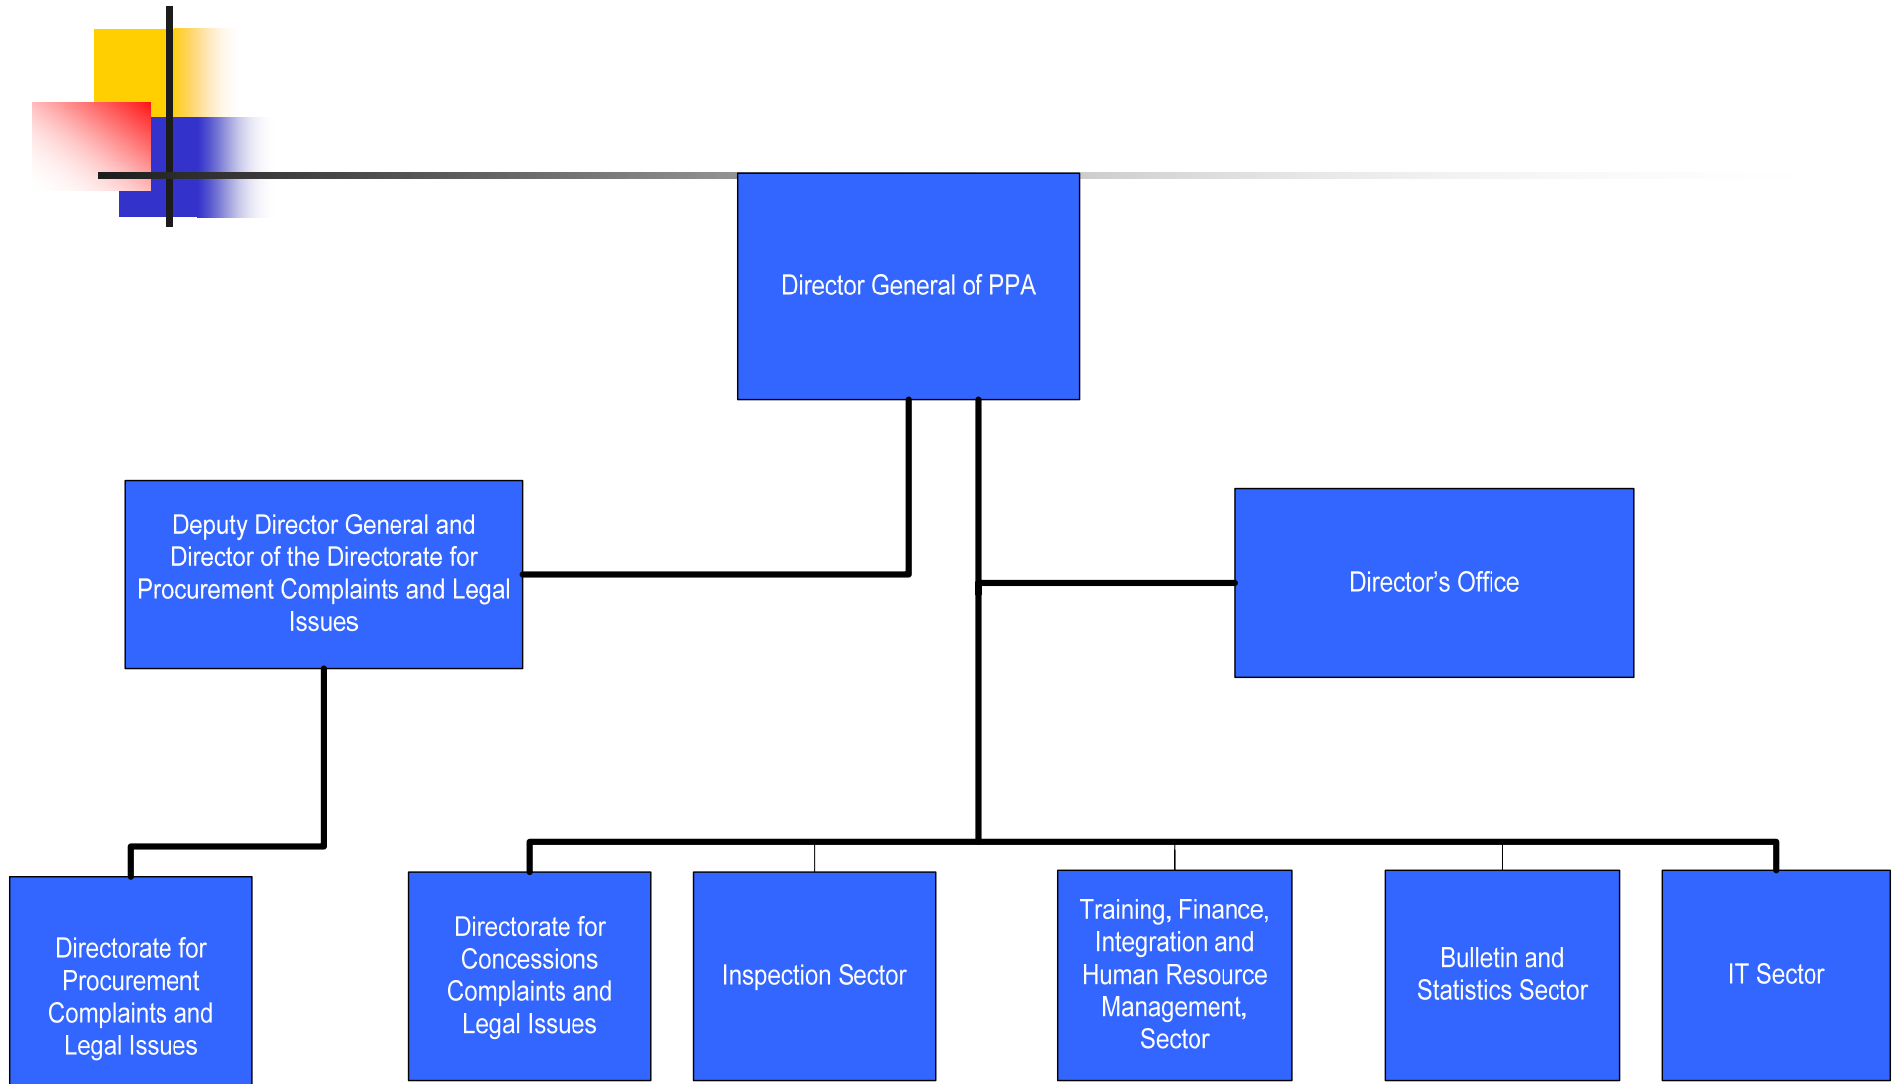 Director General of PPA
Deputy Director General and
Director of the Directorate for
Procurement Complaints and Legal
Issues
Director’s Office
Directorate for
Procurement
Complaints and
Legal Issues
Directorate for
Concessions
Complaints and
Legal Issues
Inspection Sector
Training, Finance,
Integration and
Human Resource
Management,
Sector
Bulletin and
Statistics Sector
IT Sector